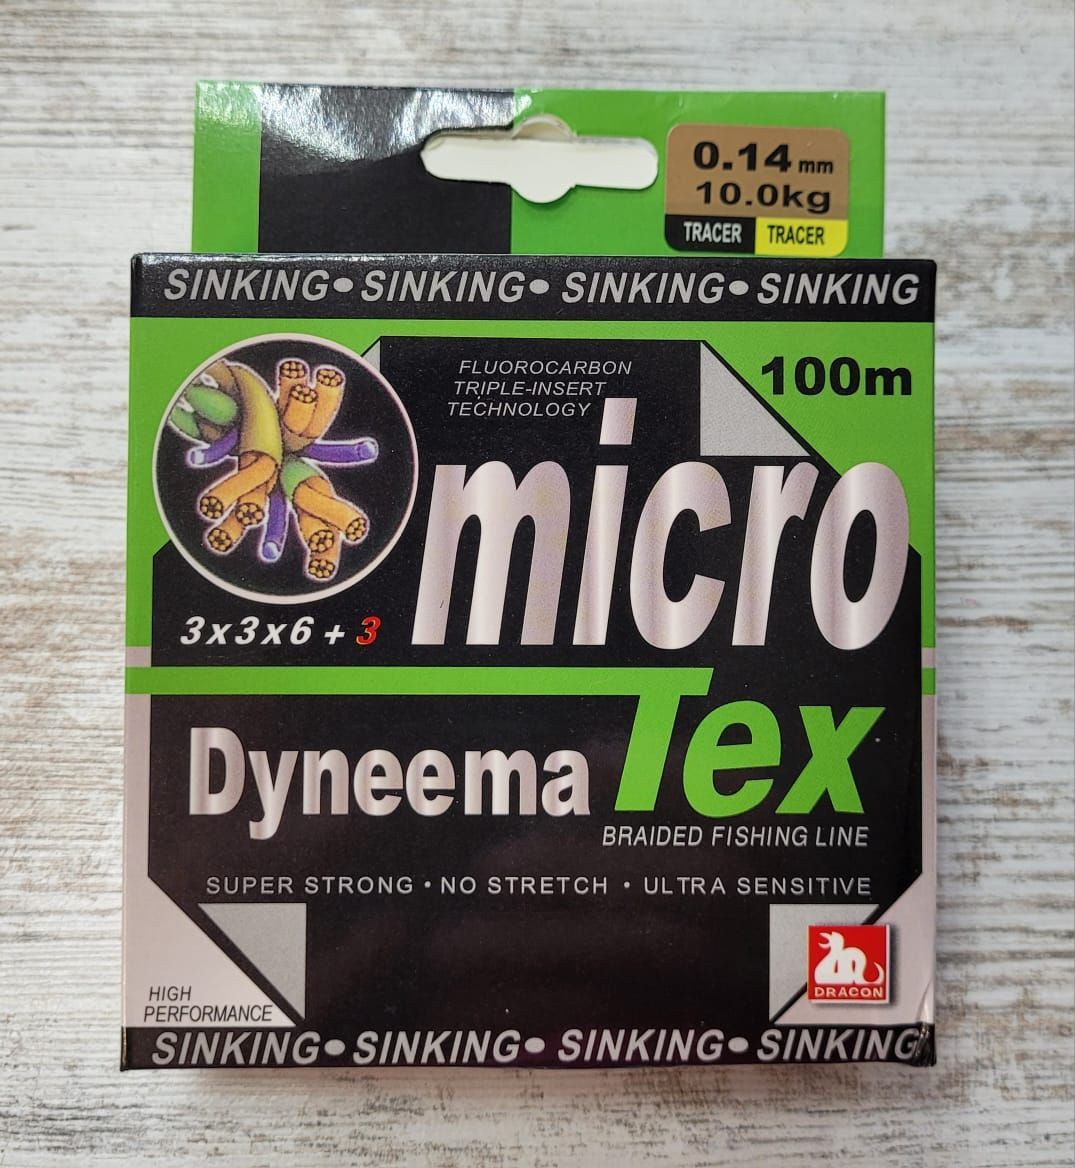 0.14 mm
10.0kg
TRACER TRACER
SINKING • SINKING • SINKING • SINKING
FLUOROCARBON
TRIPLE-INSERT
TECHNOLOGY
100m
micro
3x3x6 + 3
Tex
Dyneema
BRAIDED FISHING LINE
SUPER STRONG • NO STRETCH • ULTRA SENSITIVE
DRACON
HIGH
PERFORMANCE
SINKING • SINKING • SINKING • SINKING